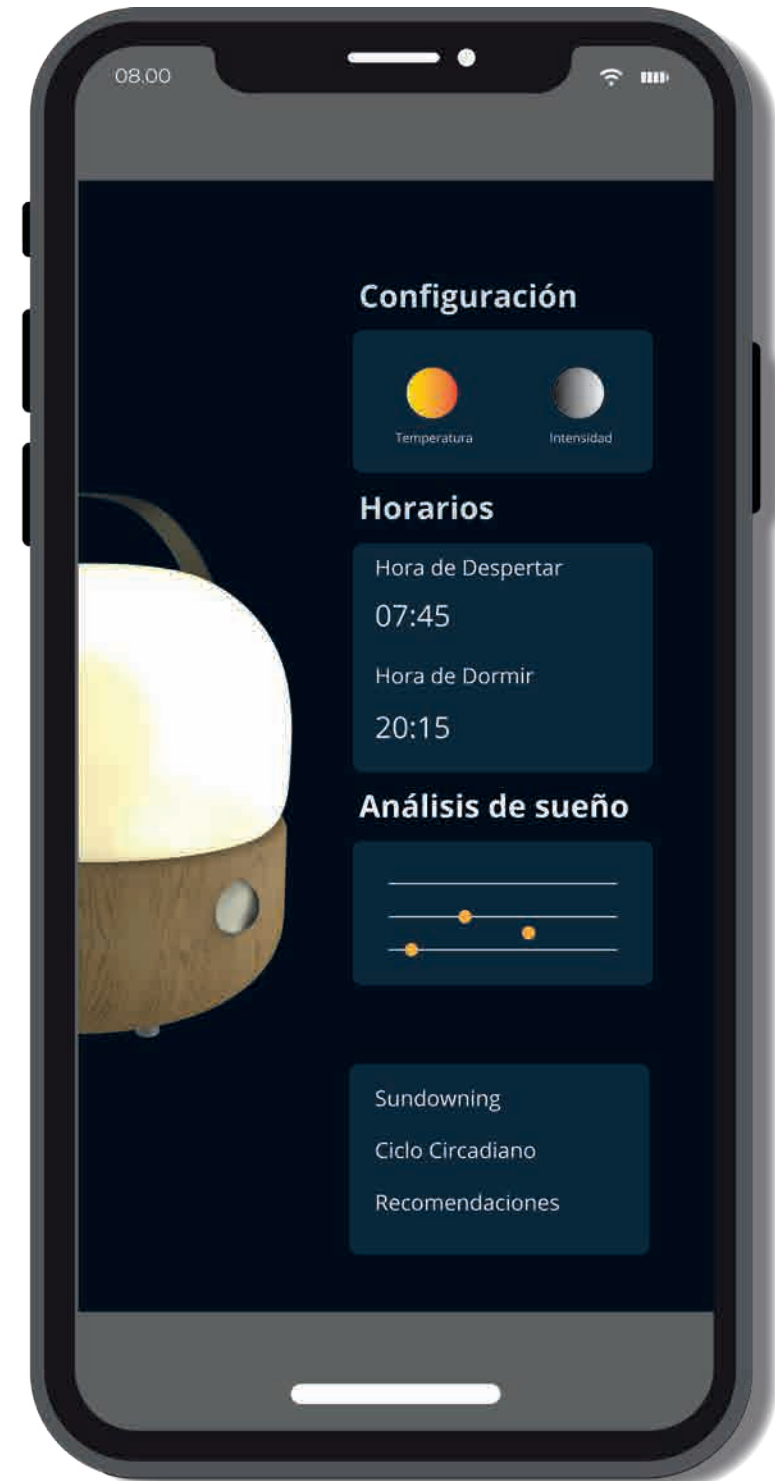 08.00
Configuración
Temperatura
Intensidad
Horarios
Hora de Despertar
07:45
Hora de Dormir
20:15
Análisis de sueño
Sundowning
Ciclo Circadiano
Recomendaciones